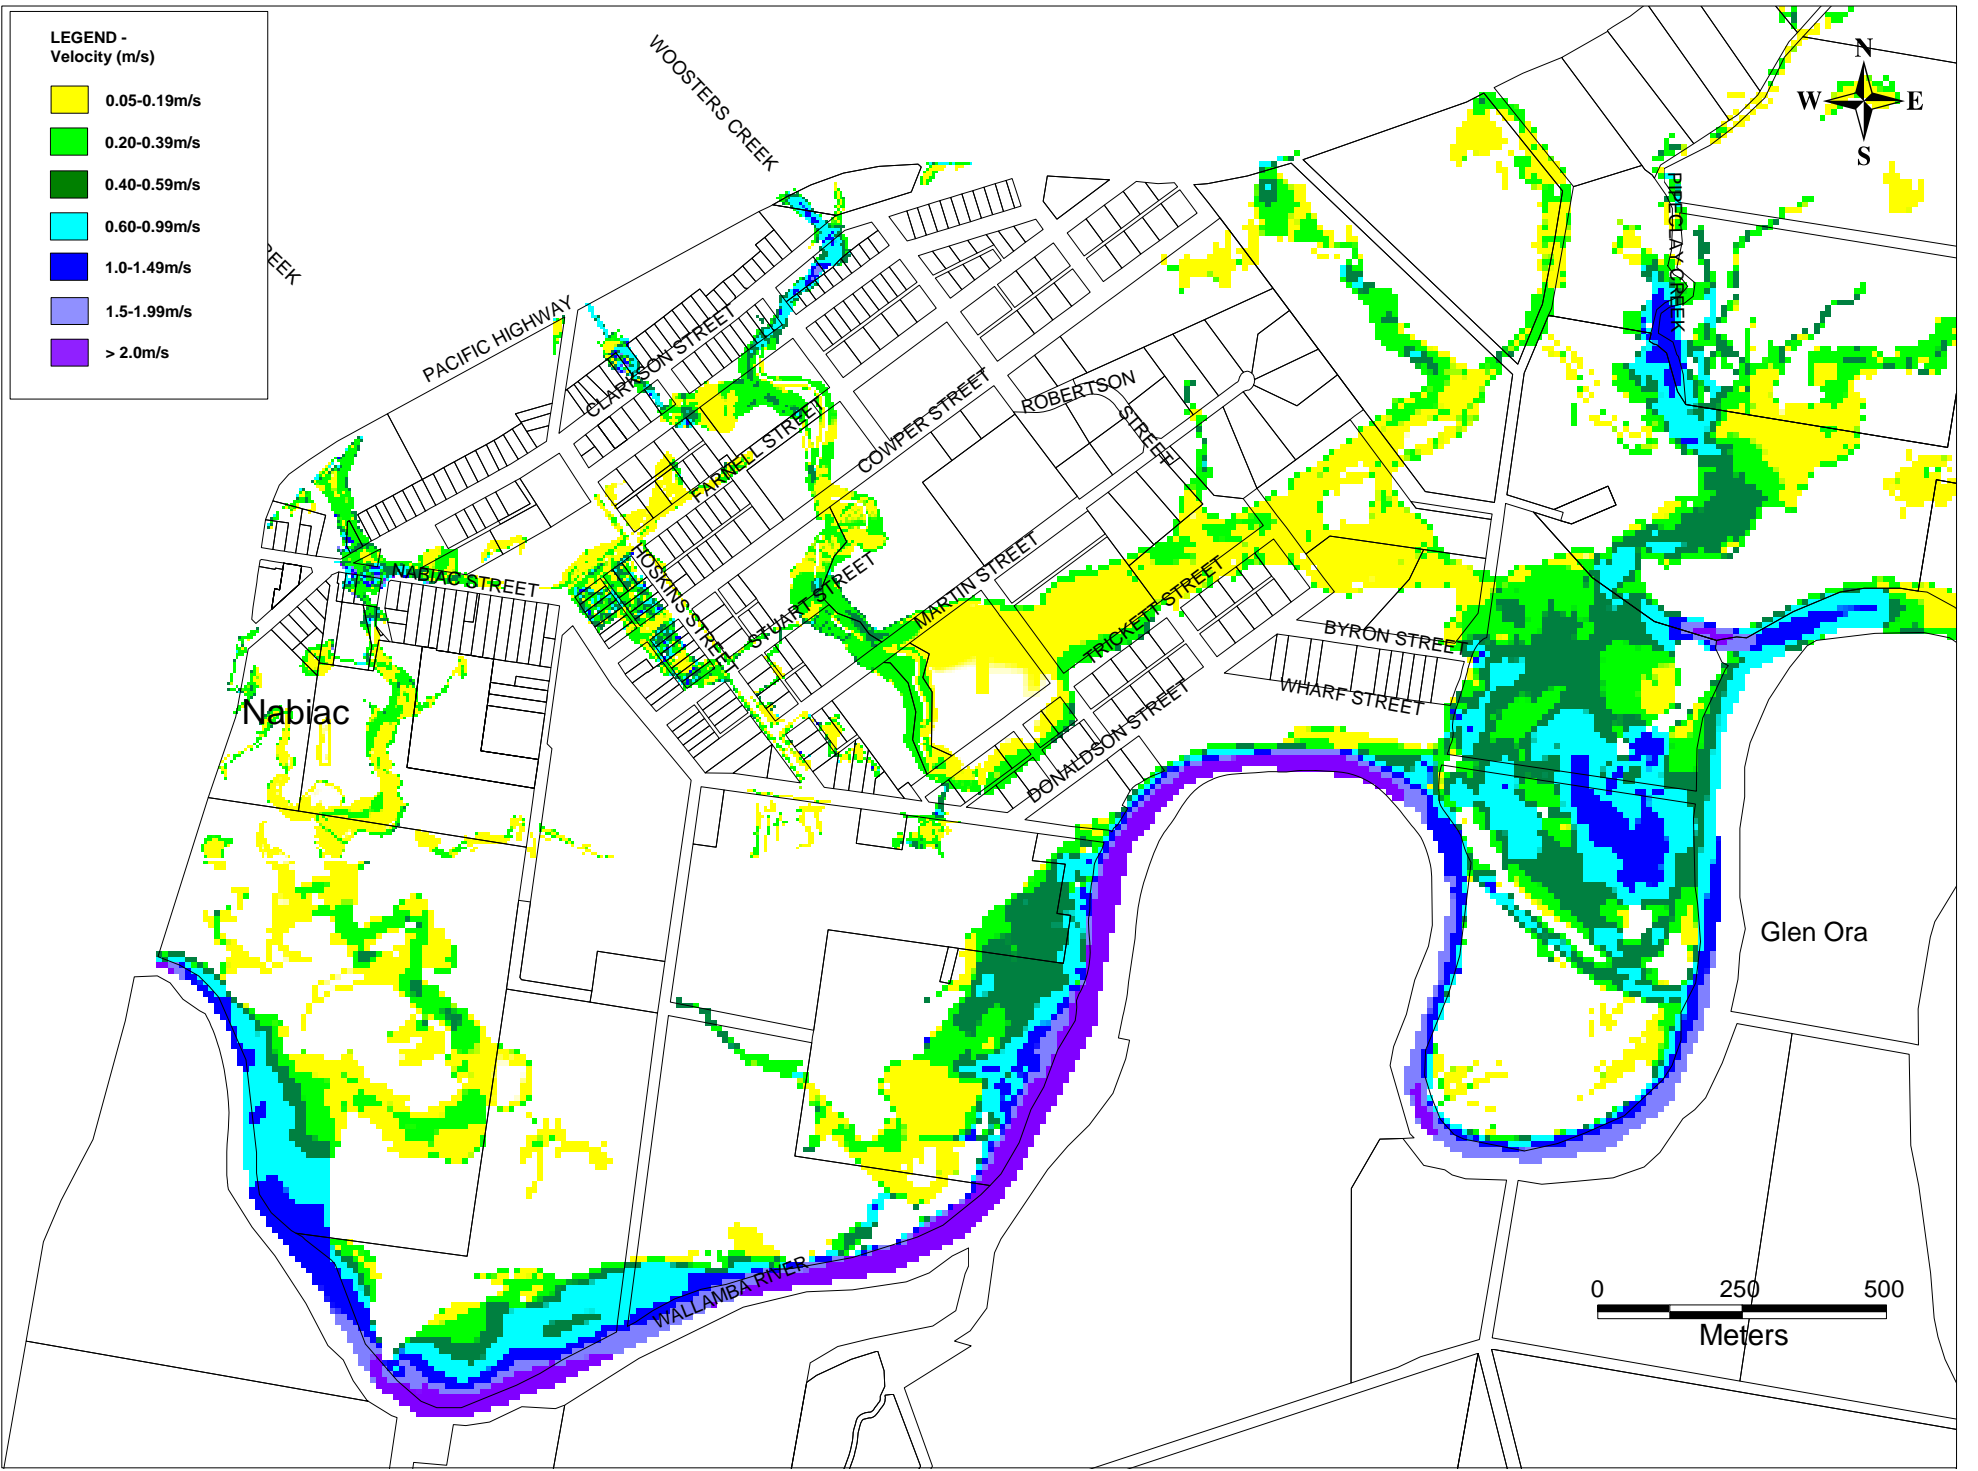 LEGEND -
Velocity (m/s)
0.05-0.19m/s
0.20-0.39m/s
0.40-0.59m/s
0.60-0.99m/s
1.0-1.49m/s
1.5-1.99m/s
> 2.0m/s
WOOSTERS CREEK
N
W E
S
PIPECLAY CREEK
EEK
PACIFIC HIGHWAY
CLARKSON STREET
FARNELL STREET
COWPER STREET
ROBERTSON
STREET
NABIAC STREET
HOSKINS STREET
STUART STREET
MARTIN STREET
TRICKETT STREET
BYRON STREET
WHARF STREET
DONALDSON STREET
Nabiac
Glen Ora
WALLAMBA RIVER
0 250 500
Meters